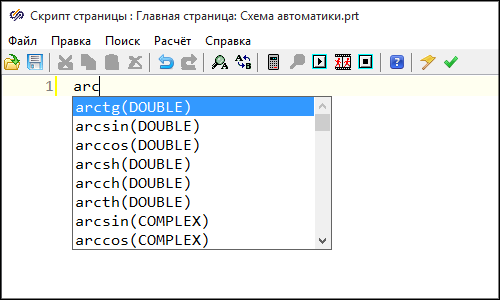 Скрипт страницы : Главная страница: Схема автоматики.prt
Файл Правка Поиск Расчёт Справка
1 arc
arctg(DOUBLE)
arcsin(DOUBLE)
arccos(DOUBLE)
arcsh(DOUBLE)
arcch(DOUBLE)
arcth(DOUBLE)
arcsin(COMPLEX)
arccos(COMPLEX)